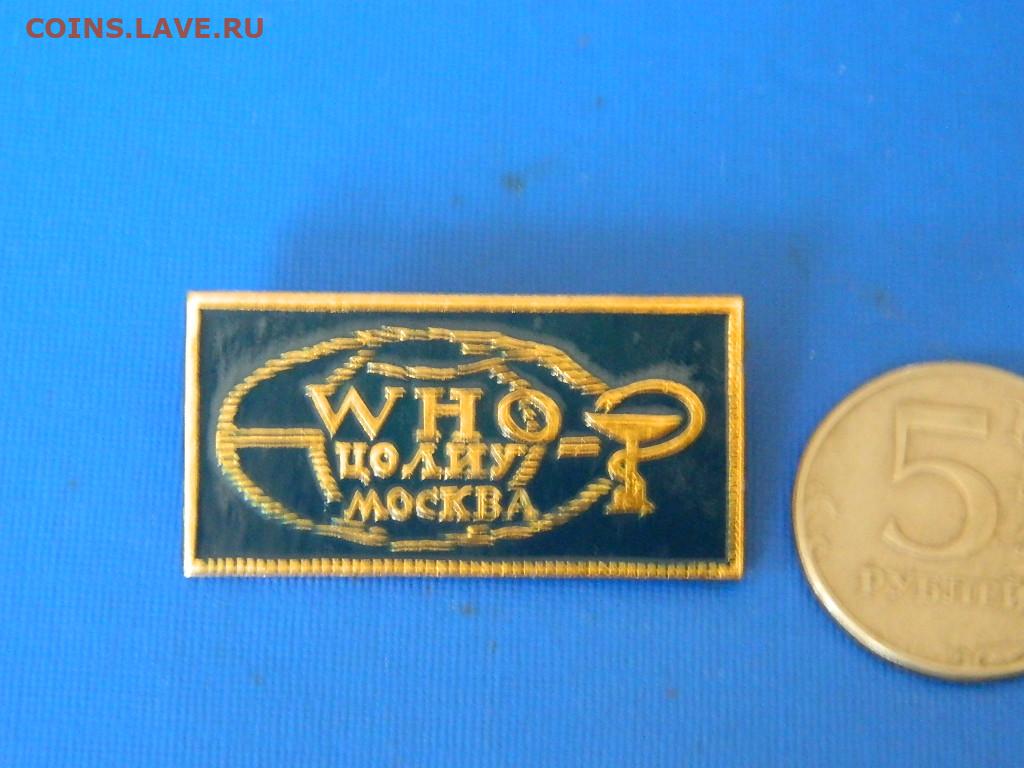 COINS.LAVE.RU
WHO
ЦОЛИУ
МОСКВА
5
РУБЛЕЙ